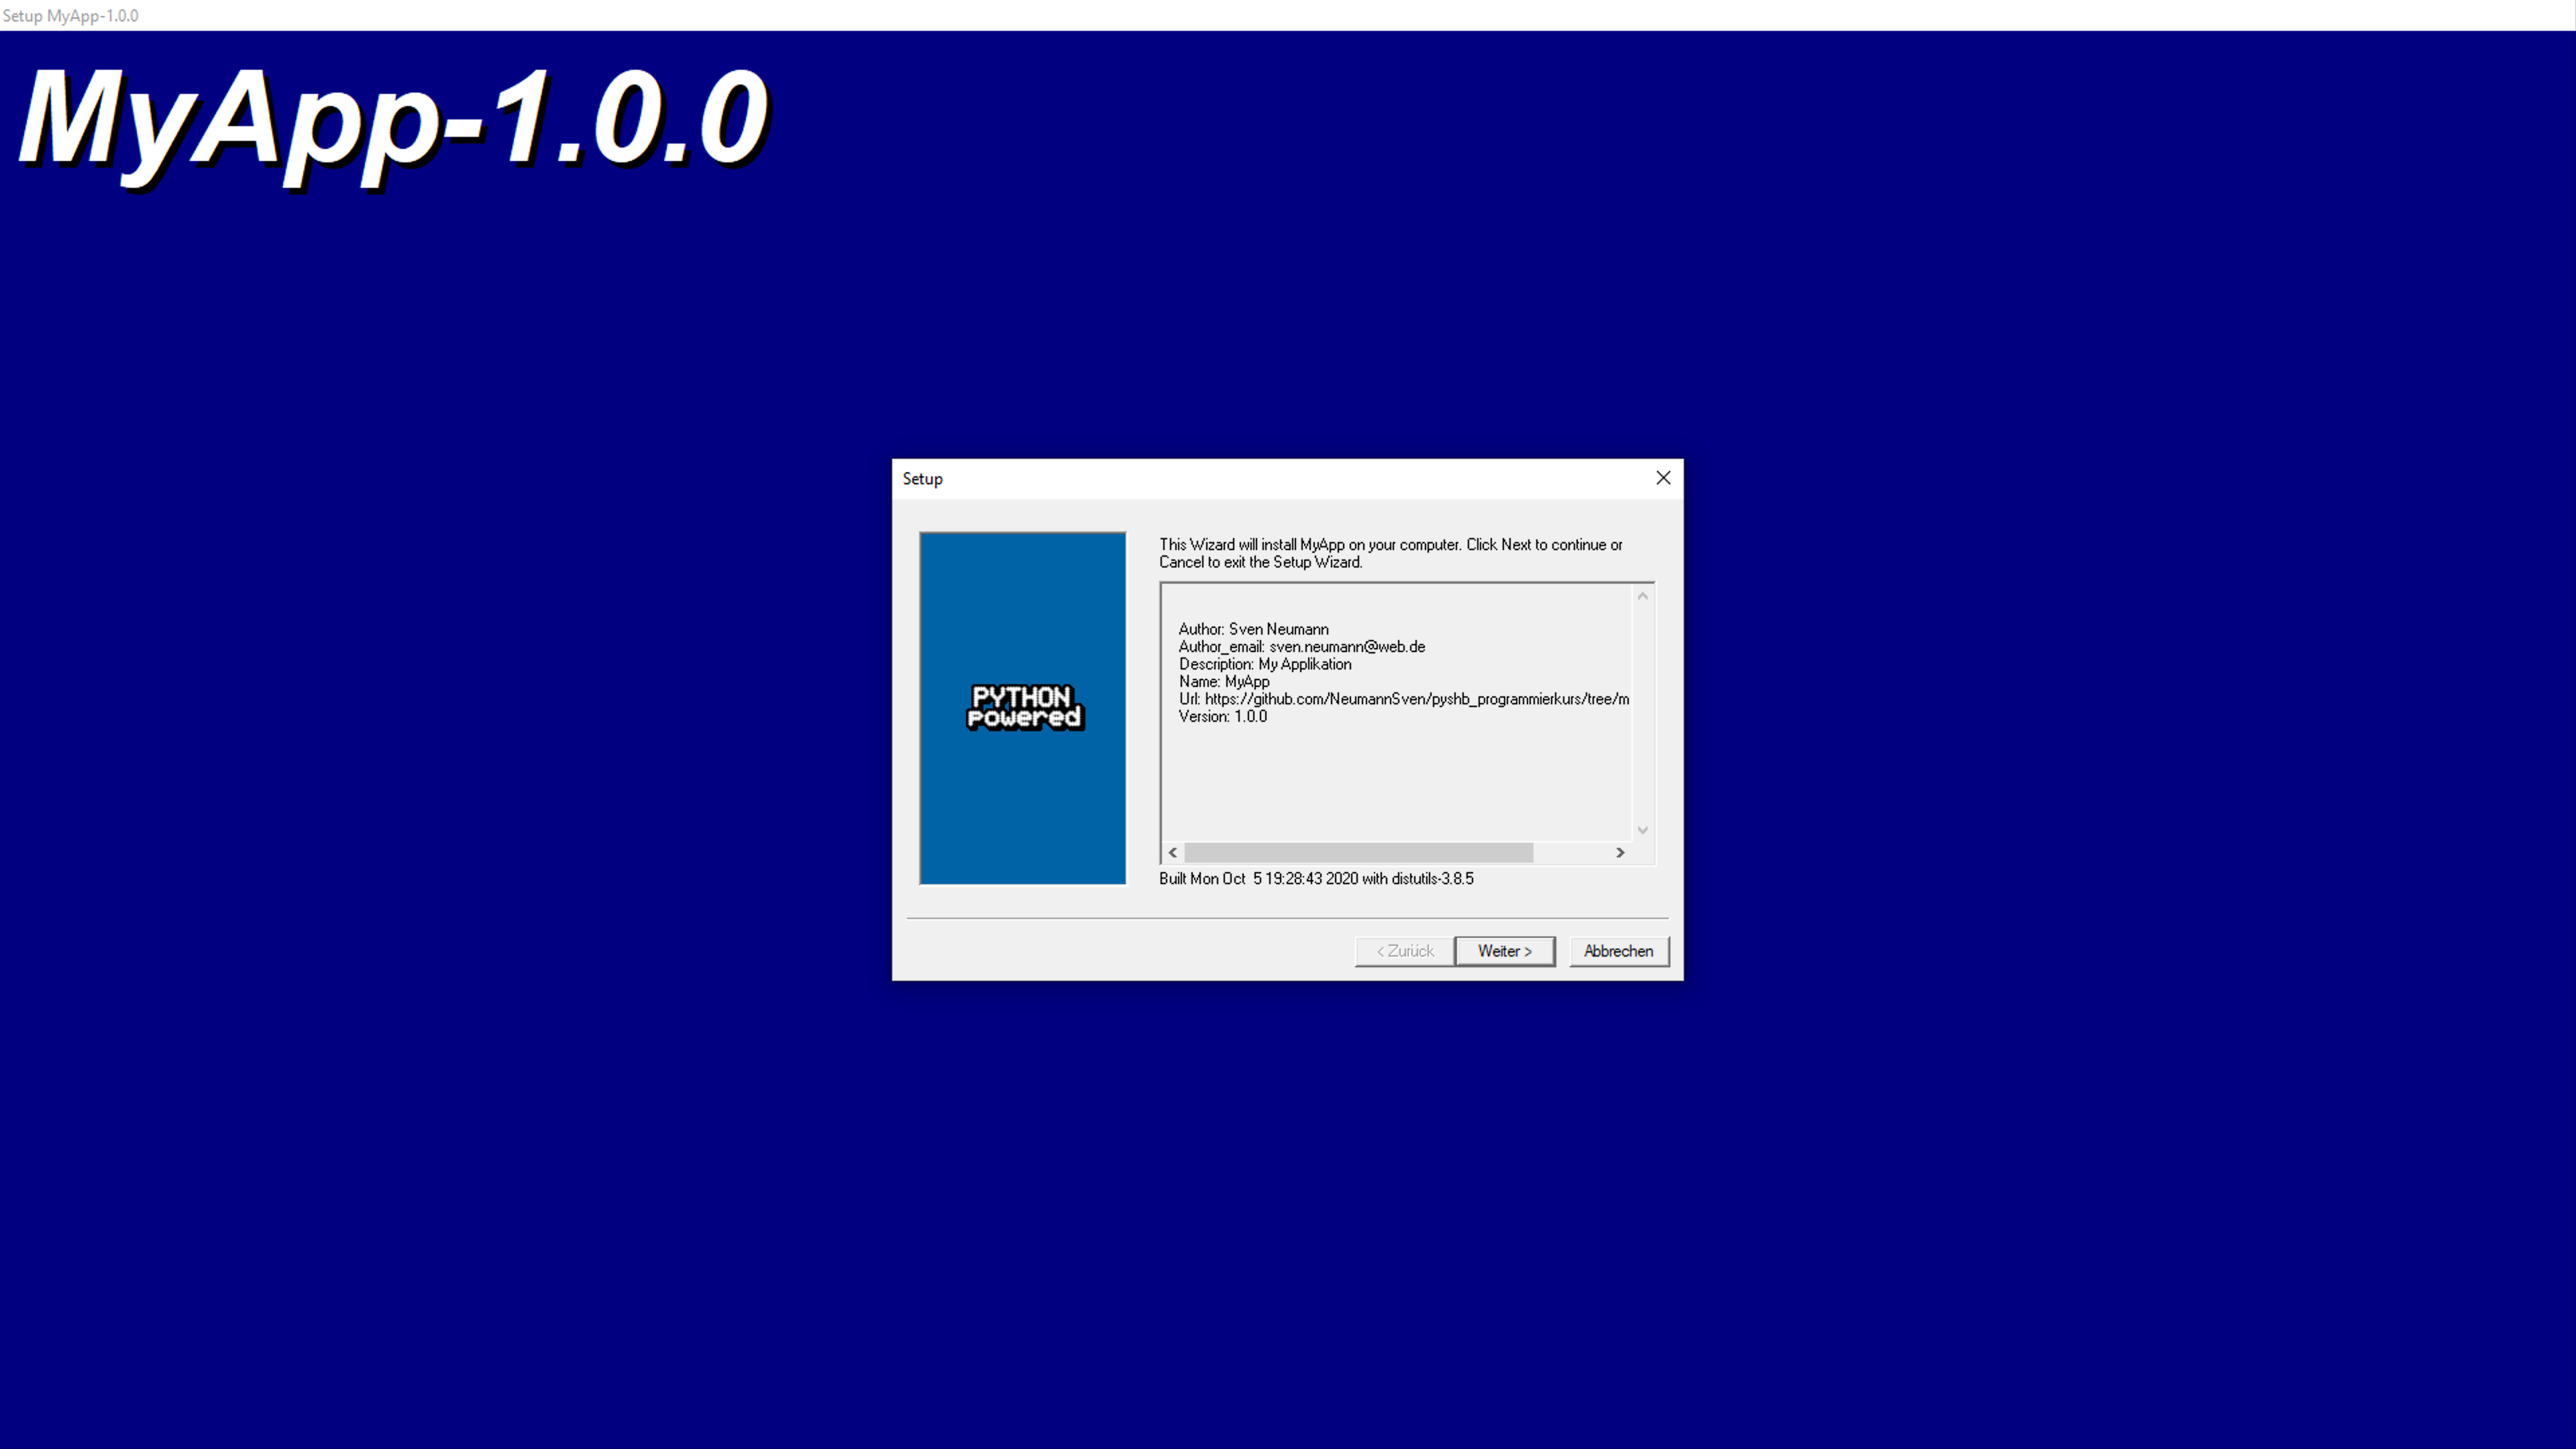 Setup MyApp-1.0.0
MyApp-1.0.0
Setup
This Wizard will install MyApp on your computer. Click Next to continue or
Cancel to exit the Setup Wizard.
PYTHON
powered
Author: Sven Neumann
Author_email: sven.neumann@web.de
Description: My Applikation
Name: MyApp
Url: https://github.com/NeumannSven/pyshb_programmierkurs/tree/m
Version: 1.0.0
Built Mon Oct  5 19:28:43 2020 with distutils-3.8.5
< Zurück
Weiter >
Abbrechen